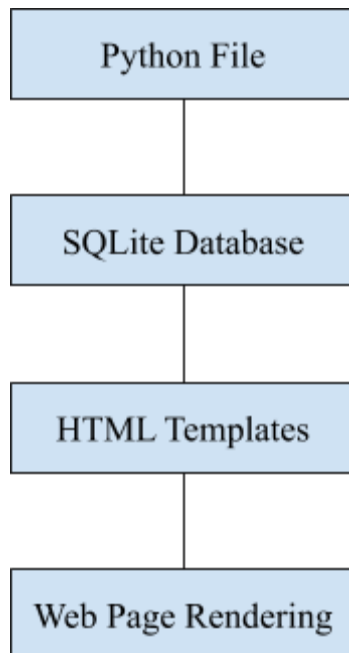 Python File
SQLite Database
HTML Templates
Web Page Rendering